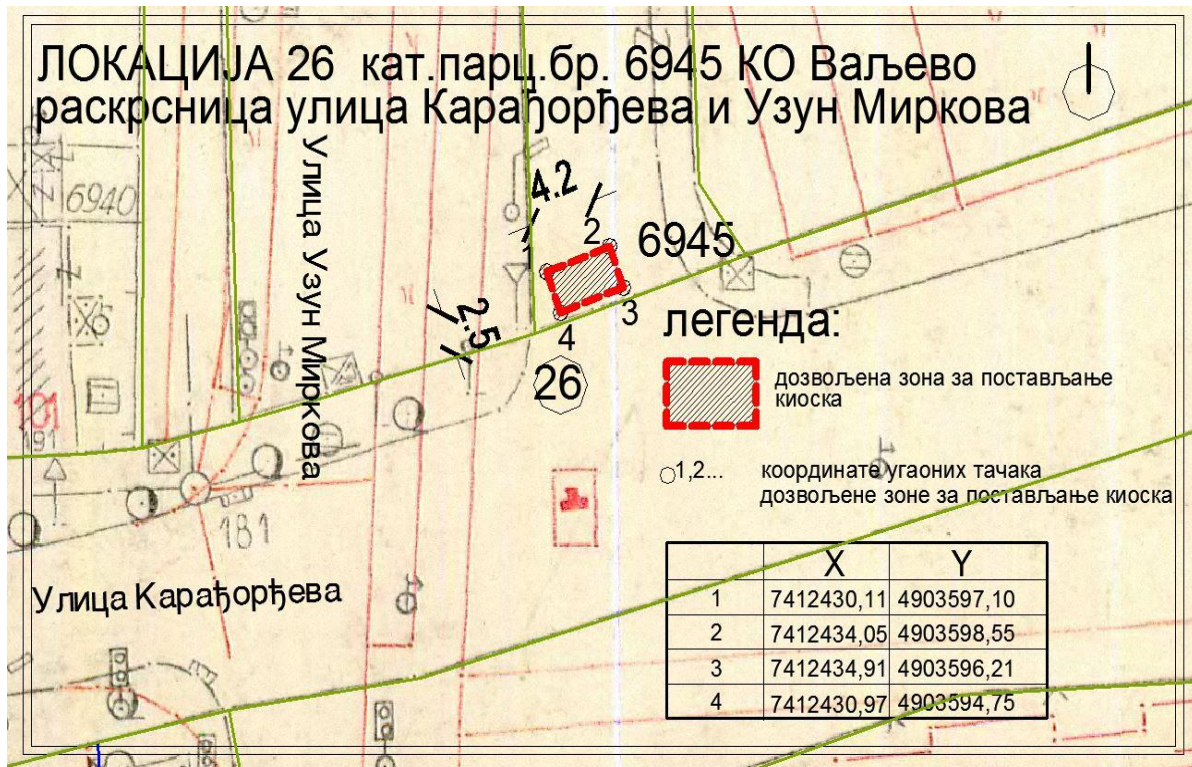 ЛОКАЦИЈА 26 кат.парц.бр. 6945 КО Ваљево
раскрсница улица Карађорђева и Узун Миркова
6940
Улица Узун Миркова
4.2
2
6945
3
2.5
4
26
легенда:
дозвољена зона за постављање
киоска
1,2... координате угаоних тачака
дозвољене зоне за постављање киоска
101
191
181
Улица Карађорђева
X Y
1 7412430,11 4903597,10
2 7412434,05 4903598,55
3 7412434,91 4903596,21
4 7412430,97 4903594,75